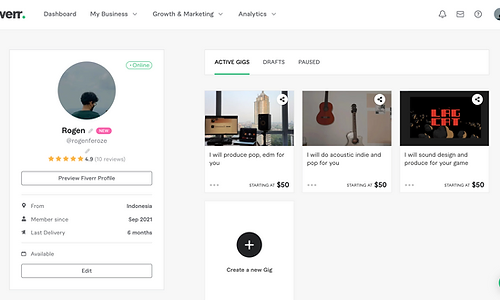 verr.
Dashboard
My Business
Growth & Marketing
Analytics
Online
Rogen
NEW
@rogenferoze
4.9 (10 reviews)
Preview Fiverr Profile
From Indonesia
Member since Sep 2021
Last Delivery 6 months
Available
Edit
ACTIVE GIGS
DRAFTS
PAUSED
I will produce pop, edm for
you
STARTING AT $50
I will do acoustic indie and
pop for you
STARTING AT $50
I will sound design and
produce for your game
STARTING AT $50
Create a new Gig